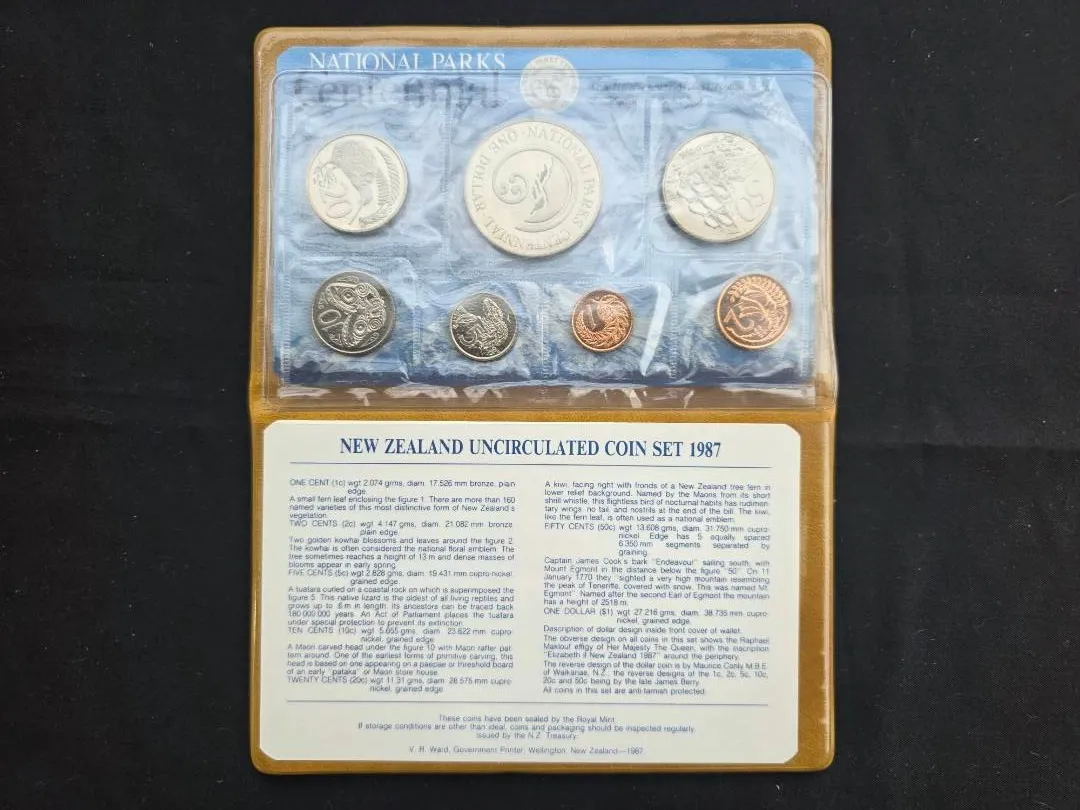 NATIONAL PARKS
Centennial
NATIONAL PARKS CENTENNIAL
ONE DOLLAR
20
50
10
5
1
2
NEW ZEALAND UNCIRCULATED COIN SET 1987
ONE CENT (1c) wgt 2.074 grms, diam. 17.526 mm bronze, plain
edge.
A small fern leaf enclosing the figure 1. There are more than 160
named varieties of this most distinctive form of New Zealand's
vegetation.
TWO CENTS (2c) wgt 4.147 gms, diam. 21.082 mm bronze
plain edge.
Two golden kowhai blossoms and leaves around the figure 2.
The kowhai is often considered the national floral emblem. The
tree sometimes reaches a height of 13 m and dense masses of
blooms appear in early spring.
FIVE CENTS (5c) wgt 2.828 gms, diam. 19.431 mm cupro-nickel,
grained edge.
A tuatara curled on a coastal rock on which is superimposed the
figure 5. This native lizard is the oldest of all living reptiles and
grows up to .6 m in length. Its ancestors can be traced back
180 000 000 years. An Act of Parliament places the tuatara
under special protection to prevent its extinction.
TEN CENTS (10c) wgt 5.655 gms, diam. 23.622 mm cupro-
nickel, grained edge.
A Maori carved head under the figure 10 with Maori rafter pat-
tern around. One of the earliest forms of primitive carving, this
head is based on one appearing on a paepae or threshold board
of an early "pataka" or Maori store house.
TWENTY CENTS (20c) wgt 11.31 gms, diam. 28.575 mm cupro-
nickel, grained edge.
A kiwi, facing right with fronds of a New Zealand tree fern in
lower relief background. Named by the Maoris from its short
shrill whistle, this flightless bird of nocturnal habits has rudimen-
tary wings, no tail, and nostrils at the end of the bill. The kiwi,
like the fern leaf, is often used as a national emblem.
FIFTY CENTS (50c) wgt 13.608 gms, diam. 31.750 mm cupro-
nickel. Edge has 5 equally spaced
6.350 mm segments separated by
graining.
Captain James Cook's bark "Endeavour" sailing south, with
Mount Egmont in the distance below the figure "50". On 11
January 1770 they "sighted a very high mountain resembling
the peak of Teneriffe, covered with snow. This was named Mt.
Egmont". Named after the second Earl of Egmont the mountain
has a height of 2518 m.
ONE DOLLAR ($1) wgt 27.216 gms, diam. 38.735 mm cupro-
nickel, grained edge.
Description of dollar design inside front cover of wallet.
The obverse design on all coins in this set shows the Raphael
Maklouf effigy of Her Majesty The Queen, with the inscription
"Elizabeth II New Zealand 1987" around the periphery.
The reverse design of the dollar coin is by Maurice Conly M.B.E.
of Waikanae, N.Z., the reverse designs of the 1c, 2c, 5c, 10c,
20c and 50c being by the late James Berry.
All coins in this set are anti-tarnish protected.
These coins have been sealed by the Royal Mint.
If storage conditions are other than ideal, coins and packaging should be inspected regularly.
Issued by the N.Z. Treasury.
V. R. Ward, Government Printer, Wellington, New Zealand—1987